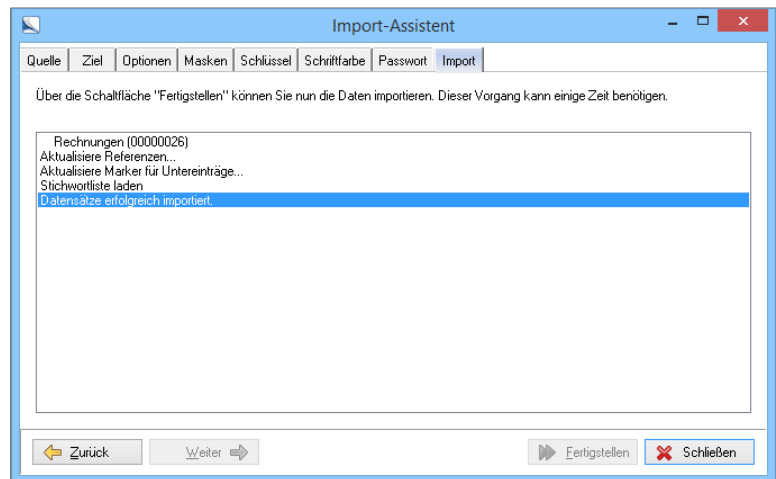 Import-Assistent
Quelle Ziel Optionen Masken Schlüssel Schriftfarbe Passwort Import
Über die Schaltfläche "Fertigstellen" können Sie nun die Daten importieren. Dieser Vorgang kann einige Zeit benötigen.
Rechnungen (00000026)
Aktualisiere Referenzen...
Aktualisiere Marker für Untereinträge...
Stichwortliste laden
Datensätze erfolgreich importiert.
Zurück Weiter Fertigstellen Schließen